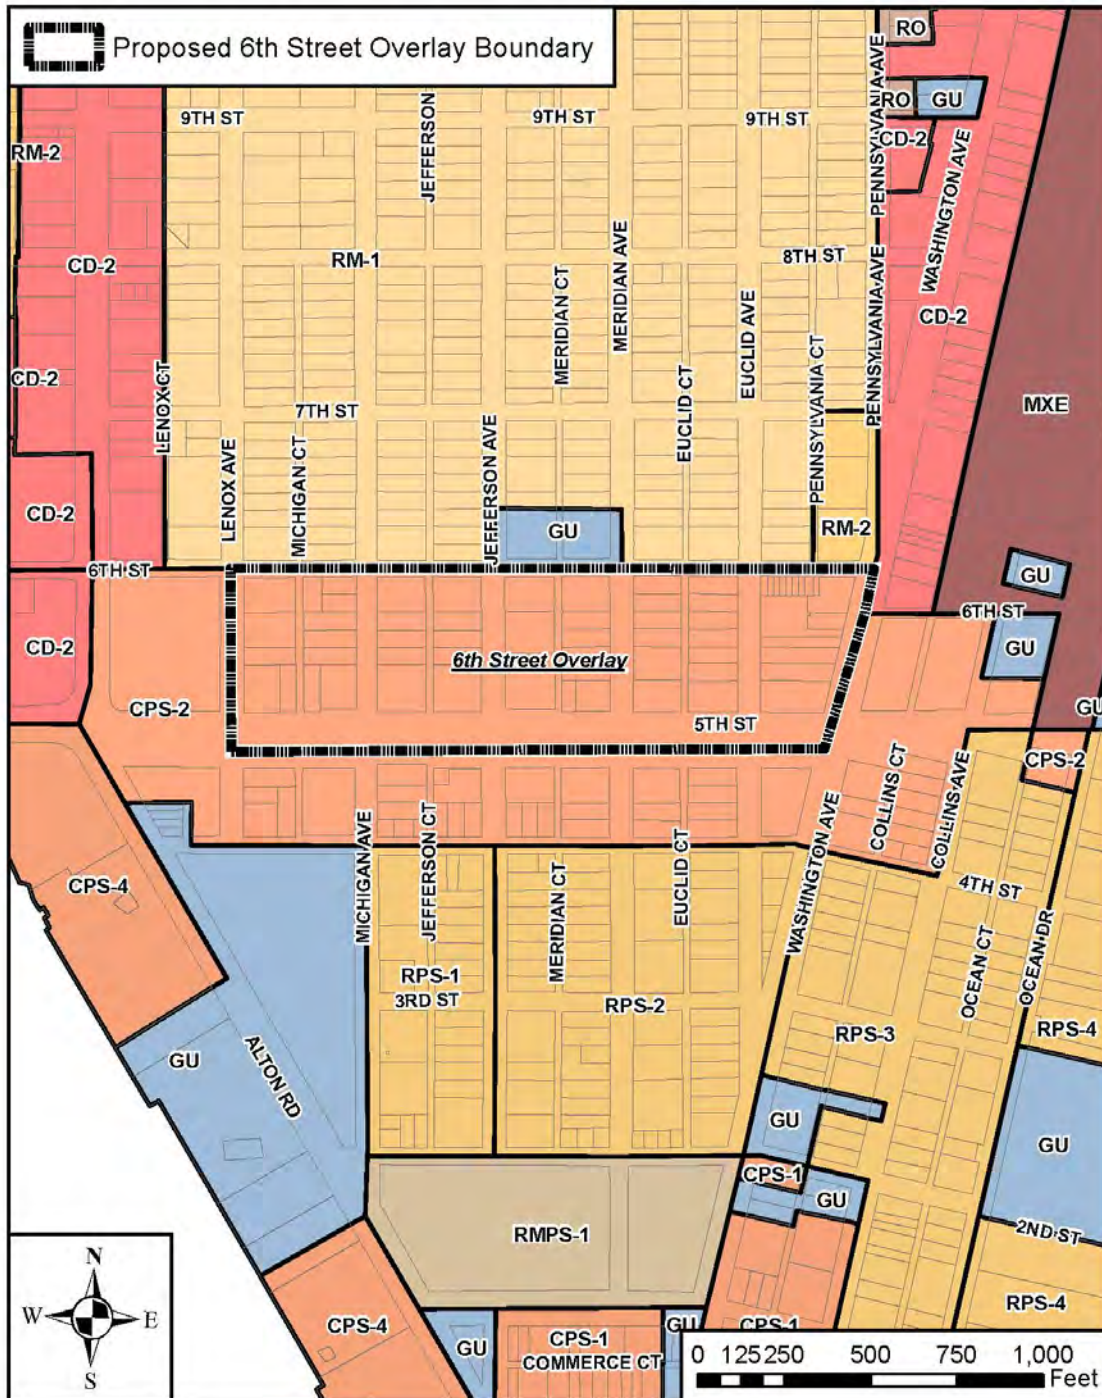 Proposed 6th Street Overlay Boundary
RO
PENNSYLVANIA AVE
9TH ST
JEFFERSON
9TH ST
9TH ST
RO
GU
RM-2
CD-2
WASHINGTON AVE
CD-2
RM-1
MERIDIAN CT
MERIDIAN AVE
8TH ST
PENNSYLVANIA AVE
CD-2
EUCLID AVE
CD-2
LENOX CT
7TH ST
EUCLID CT
PENNSYLVANIA CT
MXE
LENOX AVE
MICHIGAN CT
JEFFERSON AVE
CD-2
GU
RM-2
6TH ST
GU
6TH ST
CD-2
6th Street Overlay
GU
CPS-2
5TH ST
GU
COLLINS CT
COLLINS AVE
CPS-2
MICHIGAN AVE
JEFFERSON CT
MERIDIAN CT
EUCLID CT
WASHINGTON AVE
CPS-4
4TH ST
OCEAN CT
OCEAN DR
RPS-1
3RD ST
RPS-2
RPS-3
RPS-4
GU
ALTON RD
GU
GU
CPS-1
GU
RMPS-1
2ND ST
N
W
E
S
CPS-4
GU
CPS-1
COMMERCE CT
GU
CPS-1
RPS-4
0 125 250 500 750 1,000
Feet